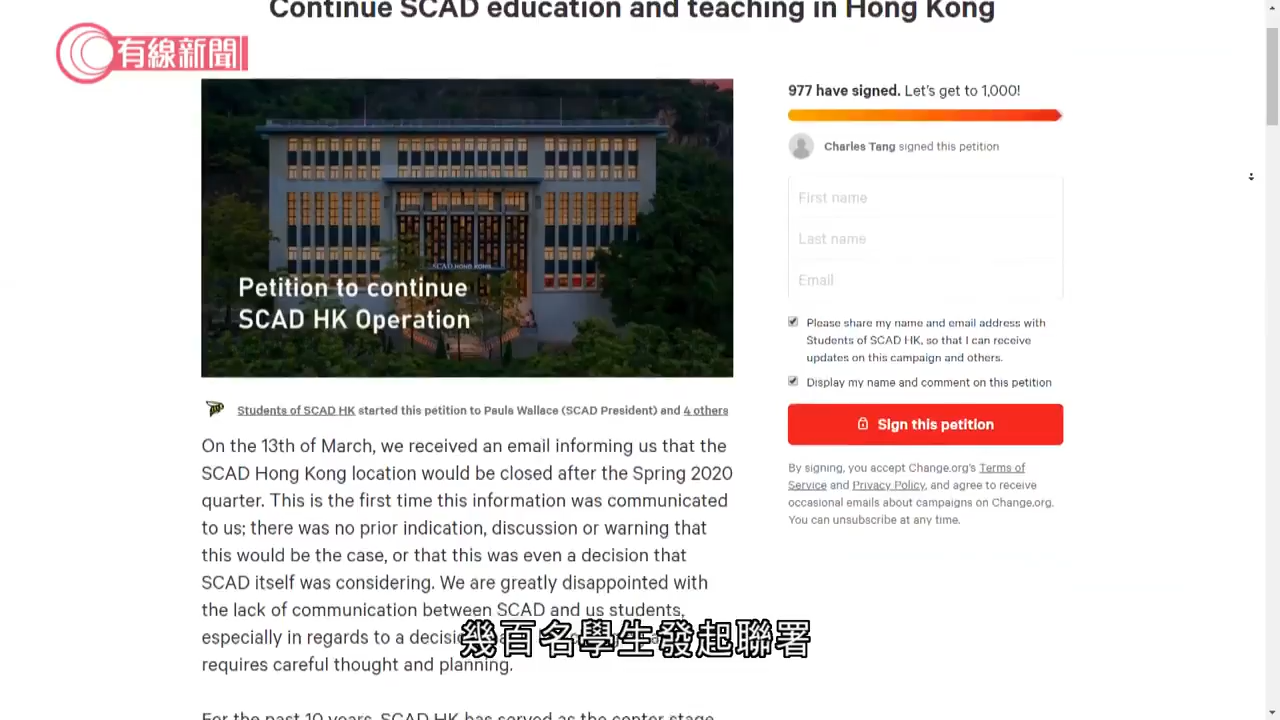 Continue SCAD education and teaching in Hong Kong
有線新聞
977 have signed. Let's get to 1,000!
Charles Tang signed this petition
First name
Last name
Email
SCAD HONG KONG
Petition to continue
SCAD HK Operation
Please share my name and email address with
Students of SCAD HK, so that I can receive
updates on this campaign and others.
Display my name and comment on this petition
Sign this petition
By signing, you accept Change.org's Terms of
Service and Privacy Policy, and agree to receive
occasional emails about campaigns on Change.org.
You can unsubscribe at any time.
Students of SCAD HK started this petition to Paula Wallace (SCAD President) and 4 others
On the 13th of March, we received an email informing us that the
SCAD Hong Kong location would be closed after the Spring 2020
quarter. This is the first time this information was communicated
to us; there was no prior indication, discussion or warning that
this would be the case, or that this was even a decision that
SCAD itself was considering. We are greatly disappointed with
the lack of communication between SCAD and us students,
especially in regards to a
requires careful thought and planning.
幾百名學生發起聯署
For the past 10 years, SCAD HK has served as the center stage